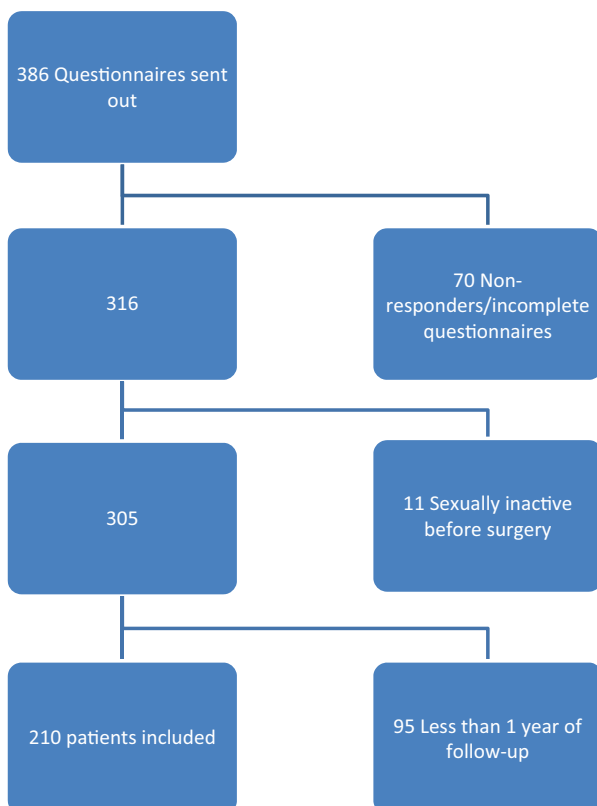 386 Questionnaires sent
out
316
70 Non-
responders/incomplete
questionnaires
305
11 Sexually inactive
before surgery
210 patients included
95 Less than 1 year of
follow-up